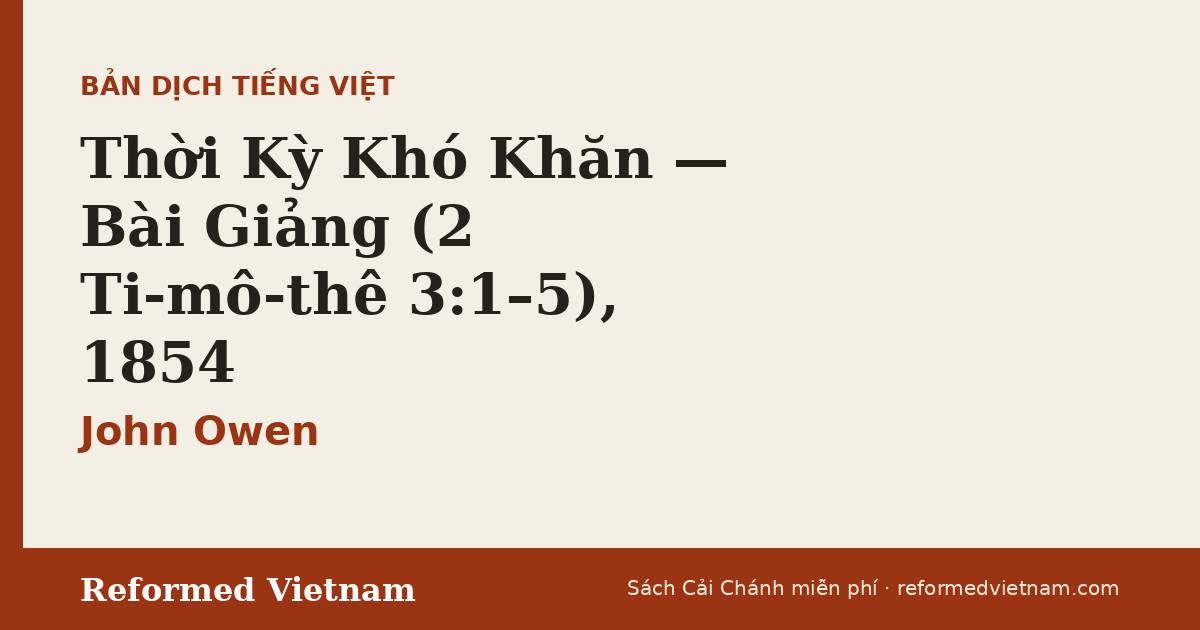 BẢN DỊCH TIẾNG VIỆT
Thời Kỳ Khó Khăn —
Bài Giảng (2
Ti-mô-thê 3:1–5),
1854
John Owen
Reformed Vietnam
Sách Cải Chánh miễn phí · reformedvietnam.com